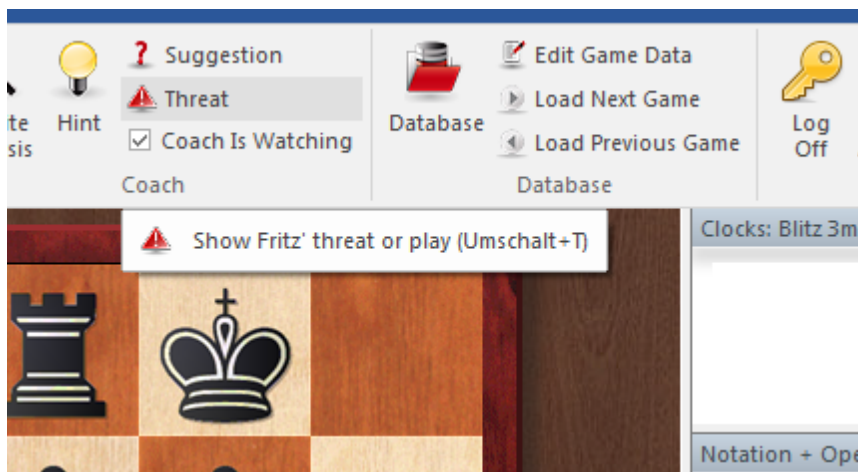 Suggestion
Threat
Hint
Coach Is Watching
Coach
Database
Edit Game Data
Load Next Game
Load Previous Game
Database
Log
Off
Show Fritz' threat or play (Umschalt+T)
Clocks: Blitz 3m
Notation + Ope